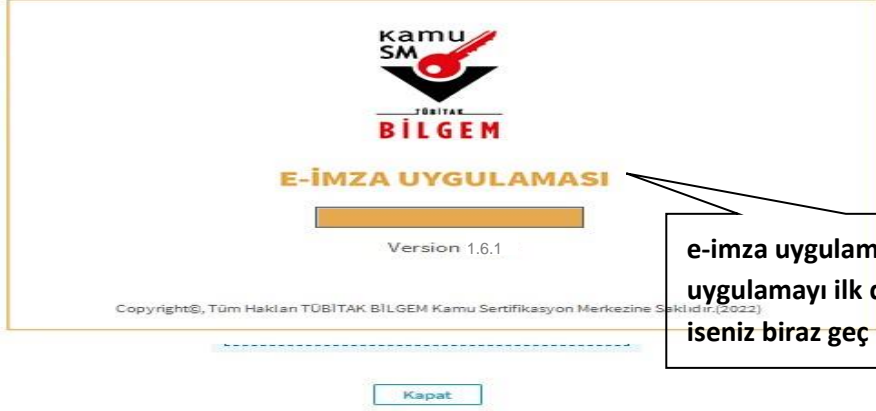 Kamu
SM
TÜBİTAK
BİLGEM
E-İMZA UYGULAMASI
Version 1.6.1
e-imza uygulam
uygulamayı ilk
iseniz biraz geç
Copyright©, Tüm Hakları TÜBİTAK BİLGEM Kamu Sertifikasyon Merkezine Saklıdır.(2022)
Kapat